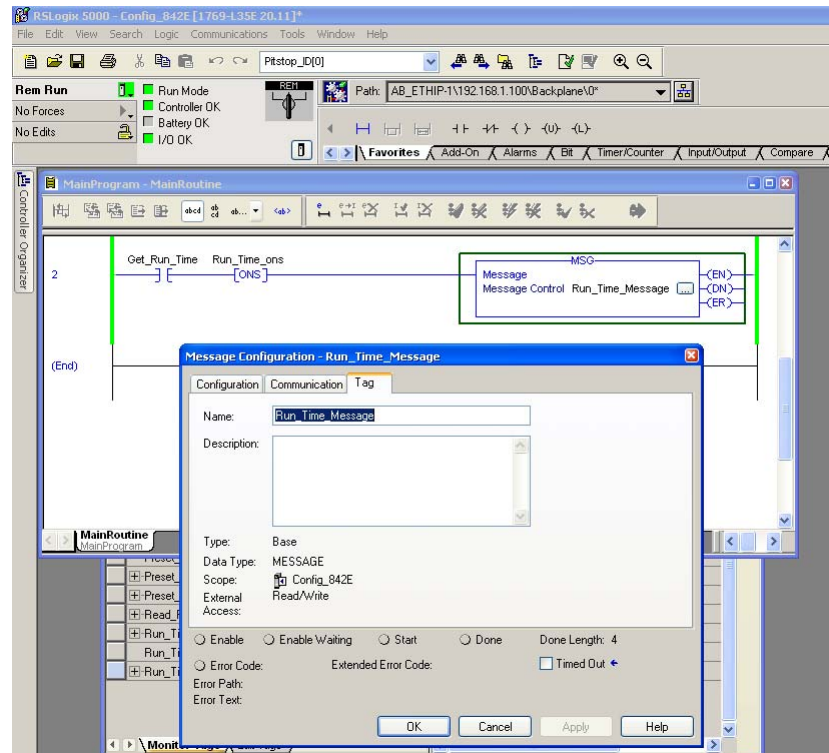 RSLogix 5000 - Config_842E [1769-L35E 20.11]*
File Edit View Search Logic Communications Tools Window Help
Pitstop_ID[0]
Rem Run
Run Mode
REM
Path: AB_ETHIP-1\192.168.1.100\Backplane\0*
No Forces
Controller OK
Battery OK
No Edits
I/O OK
Favorites Add-On Alarms Bit Timer/Counter Input/Output Compare
Controller Organizer
MainProgram - MainRoutine
abcd ab ab... <ab>
Get_Run_Time Run_Time_ons
MSG
2
ONS
Message
EN
Message Control Run_Time_Message ...
DN
ER
(End)
Message Configuration - Run_Time_Message
Configuration Communication Tag
Name: Run_Time_Message
Description:
MainRoutine
MainProgram
Type: Base
Data Type: MESSAGE
Scope: Config_842E
External Access: Read/Write
Preset_
Preset_
Read_
Run_Ti
Run_Ti
Run_Ti
Enable Enable Waiting Start Done Done Length: 4
Error Code: Extended Error Code: Timed Out
Error Path:
Error Text:
OK Cancel Apply Help